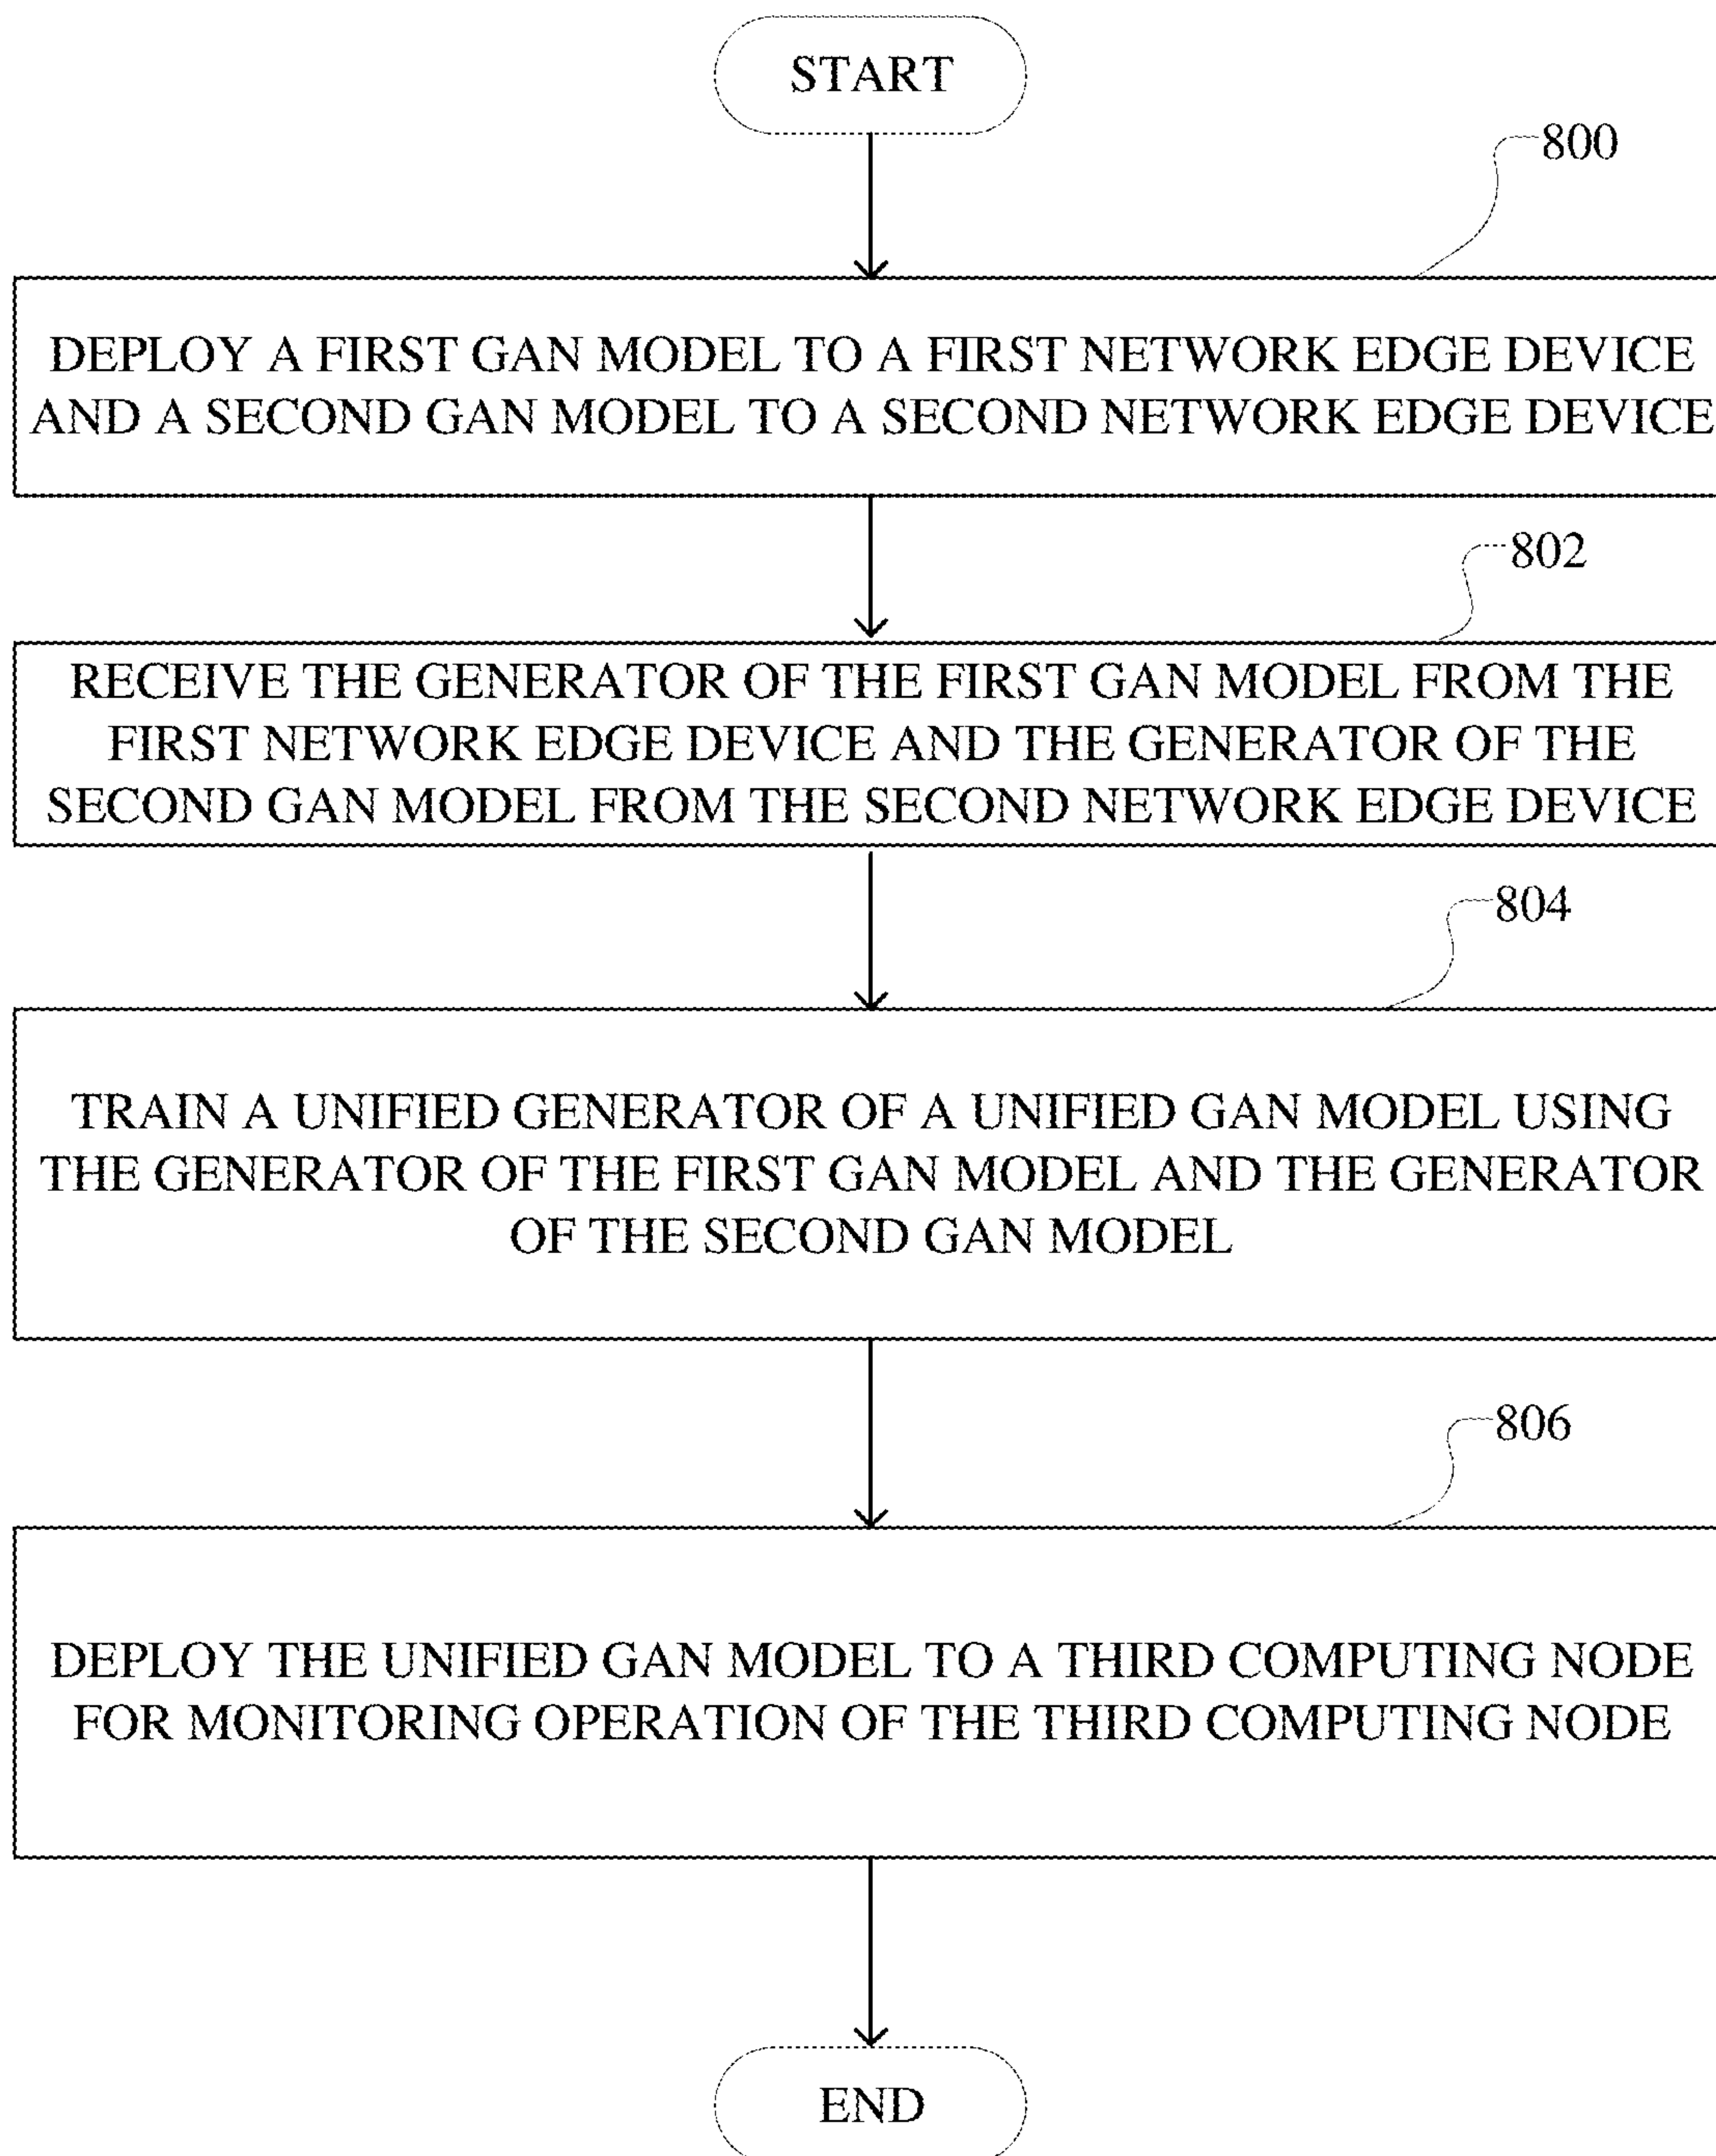 START
800
DEPLOY A FIRST GAN MODEL TO A FIRST NETWORK EDGE DEVICE
AND A SECOND GAN MODEL TO A SECOND NETWORK EDGE DEVICE
802
RECEIVE THE GENERATOR OF THE FIRST GAN MODEL FROM THE
FIRST NETWORK EDGE DEVICE AND THE GENERATOR OF THE
SECOND GAN MODEL FROM THE SECOND NETWORK EDGE DEVICE
804
TRAIN A UNIFIED GENERATOR OF A UNIFIED GAN MODEL USING
THE GENERATOR OF THE FIRST GAN MODEL AND THE GENERATOR
OF THE SECOND GAN MODEL
806
DEPLOY THE UNIFIED GAN MODEL TO A THIRD COMPUTING NODE
FOR MONITORING OPERATION OF THE THIRD COMPUTING NODE
END